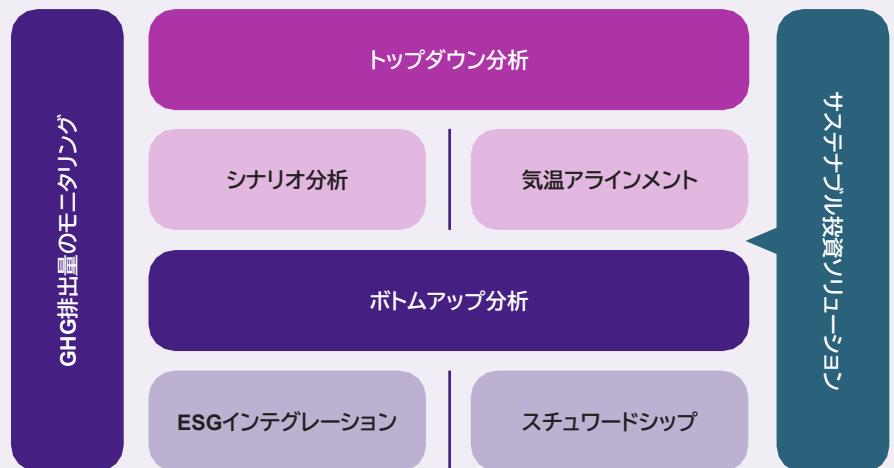 GHG排出量のモニタリング
トップダウン分析
シナリオ分析
気温アラインメント
ボトムアップ分析
ESGインテグレーション
スチュワードシップ
サステナブル投資ソリューション